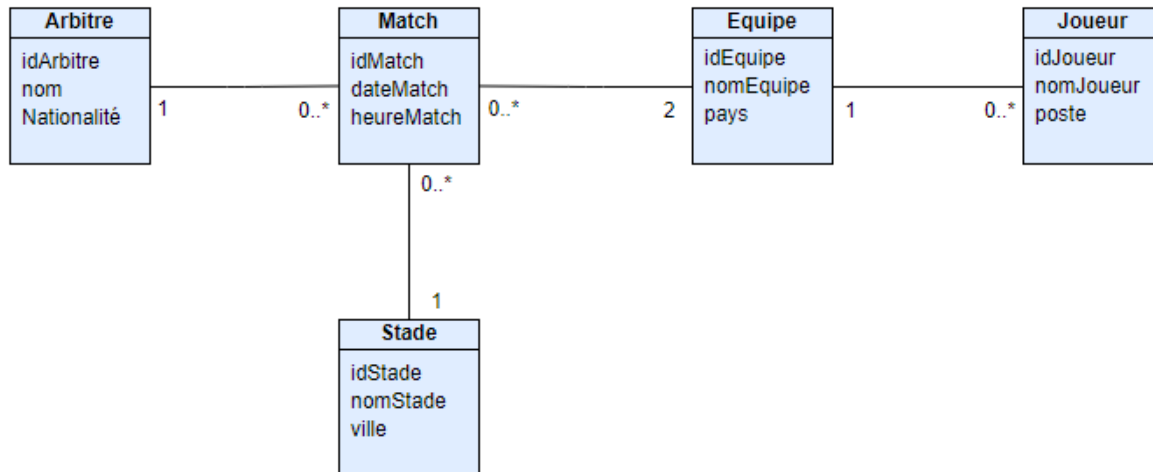 Arbitre
idArbitre
nom
Nationalité
1
0..*
Match
idMatch
dateMatch
heureMatch
0..*
2
Equipe
idEquipe
nomEquipe
pays
1
0..*
Joueur
idJoueur
nomJoueur
poste
0..*
1
Stade
idStade
nomStade
ville